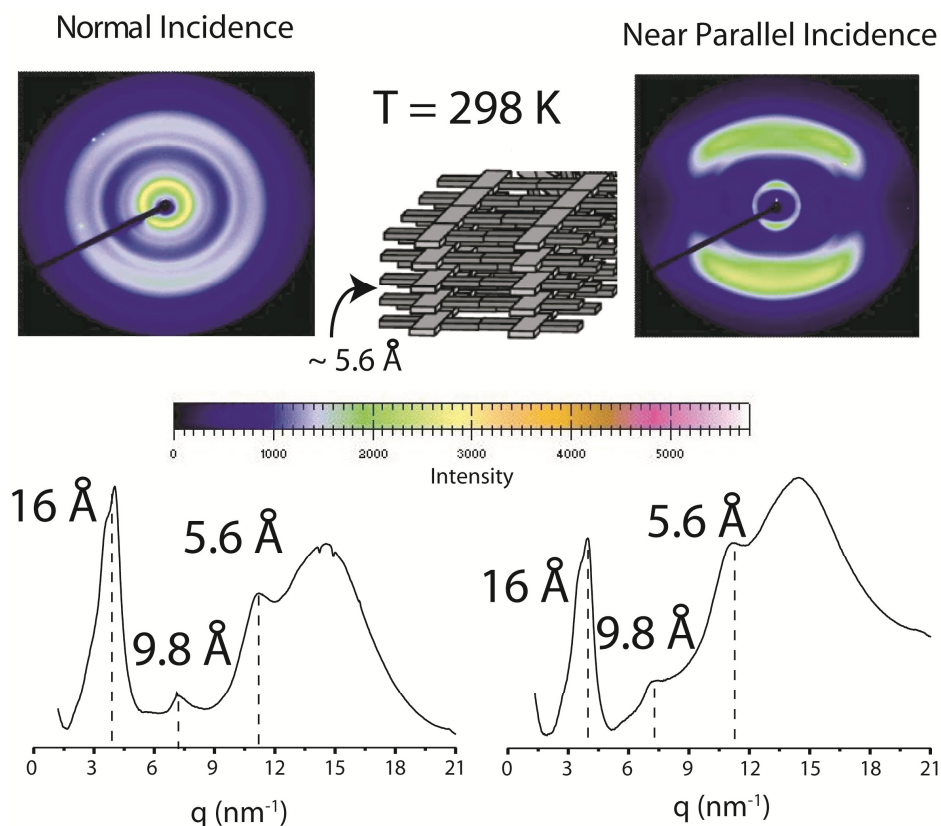 Normal Incidence
Near Parallel Incidence
T = 298 K
~ 5.6 Å
0 1000 2000 3000 4000 5000
Intensity
16 Å
9.8 Å
5.6 Å
0 3 6 9 12 15 18 21
q (nm⁻¹)
16 Å
9.8 Å
5.6 Å
0 3 6 9 12 15 18 21
q (nm⁻¹)